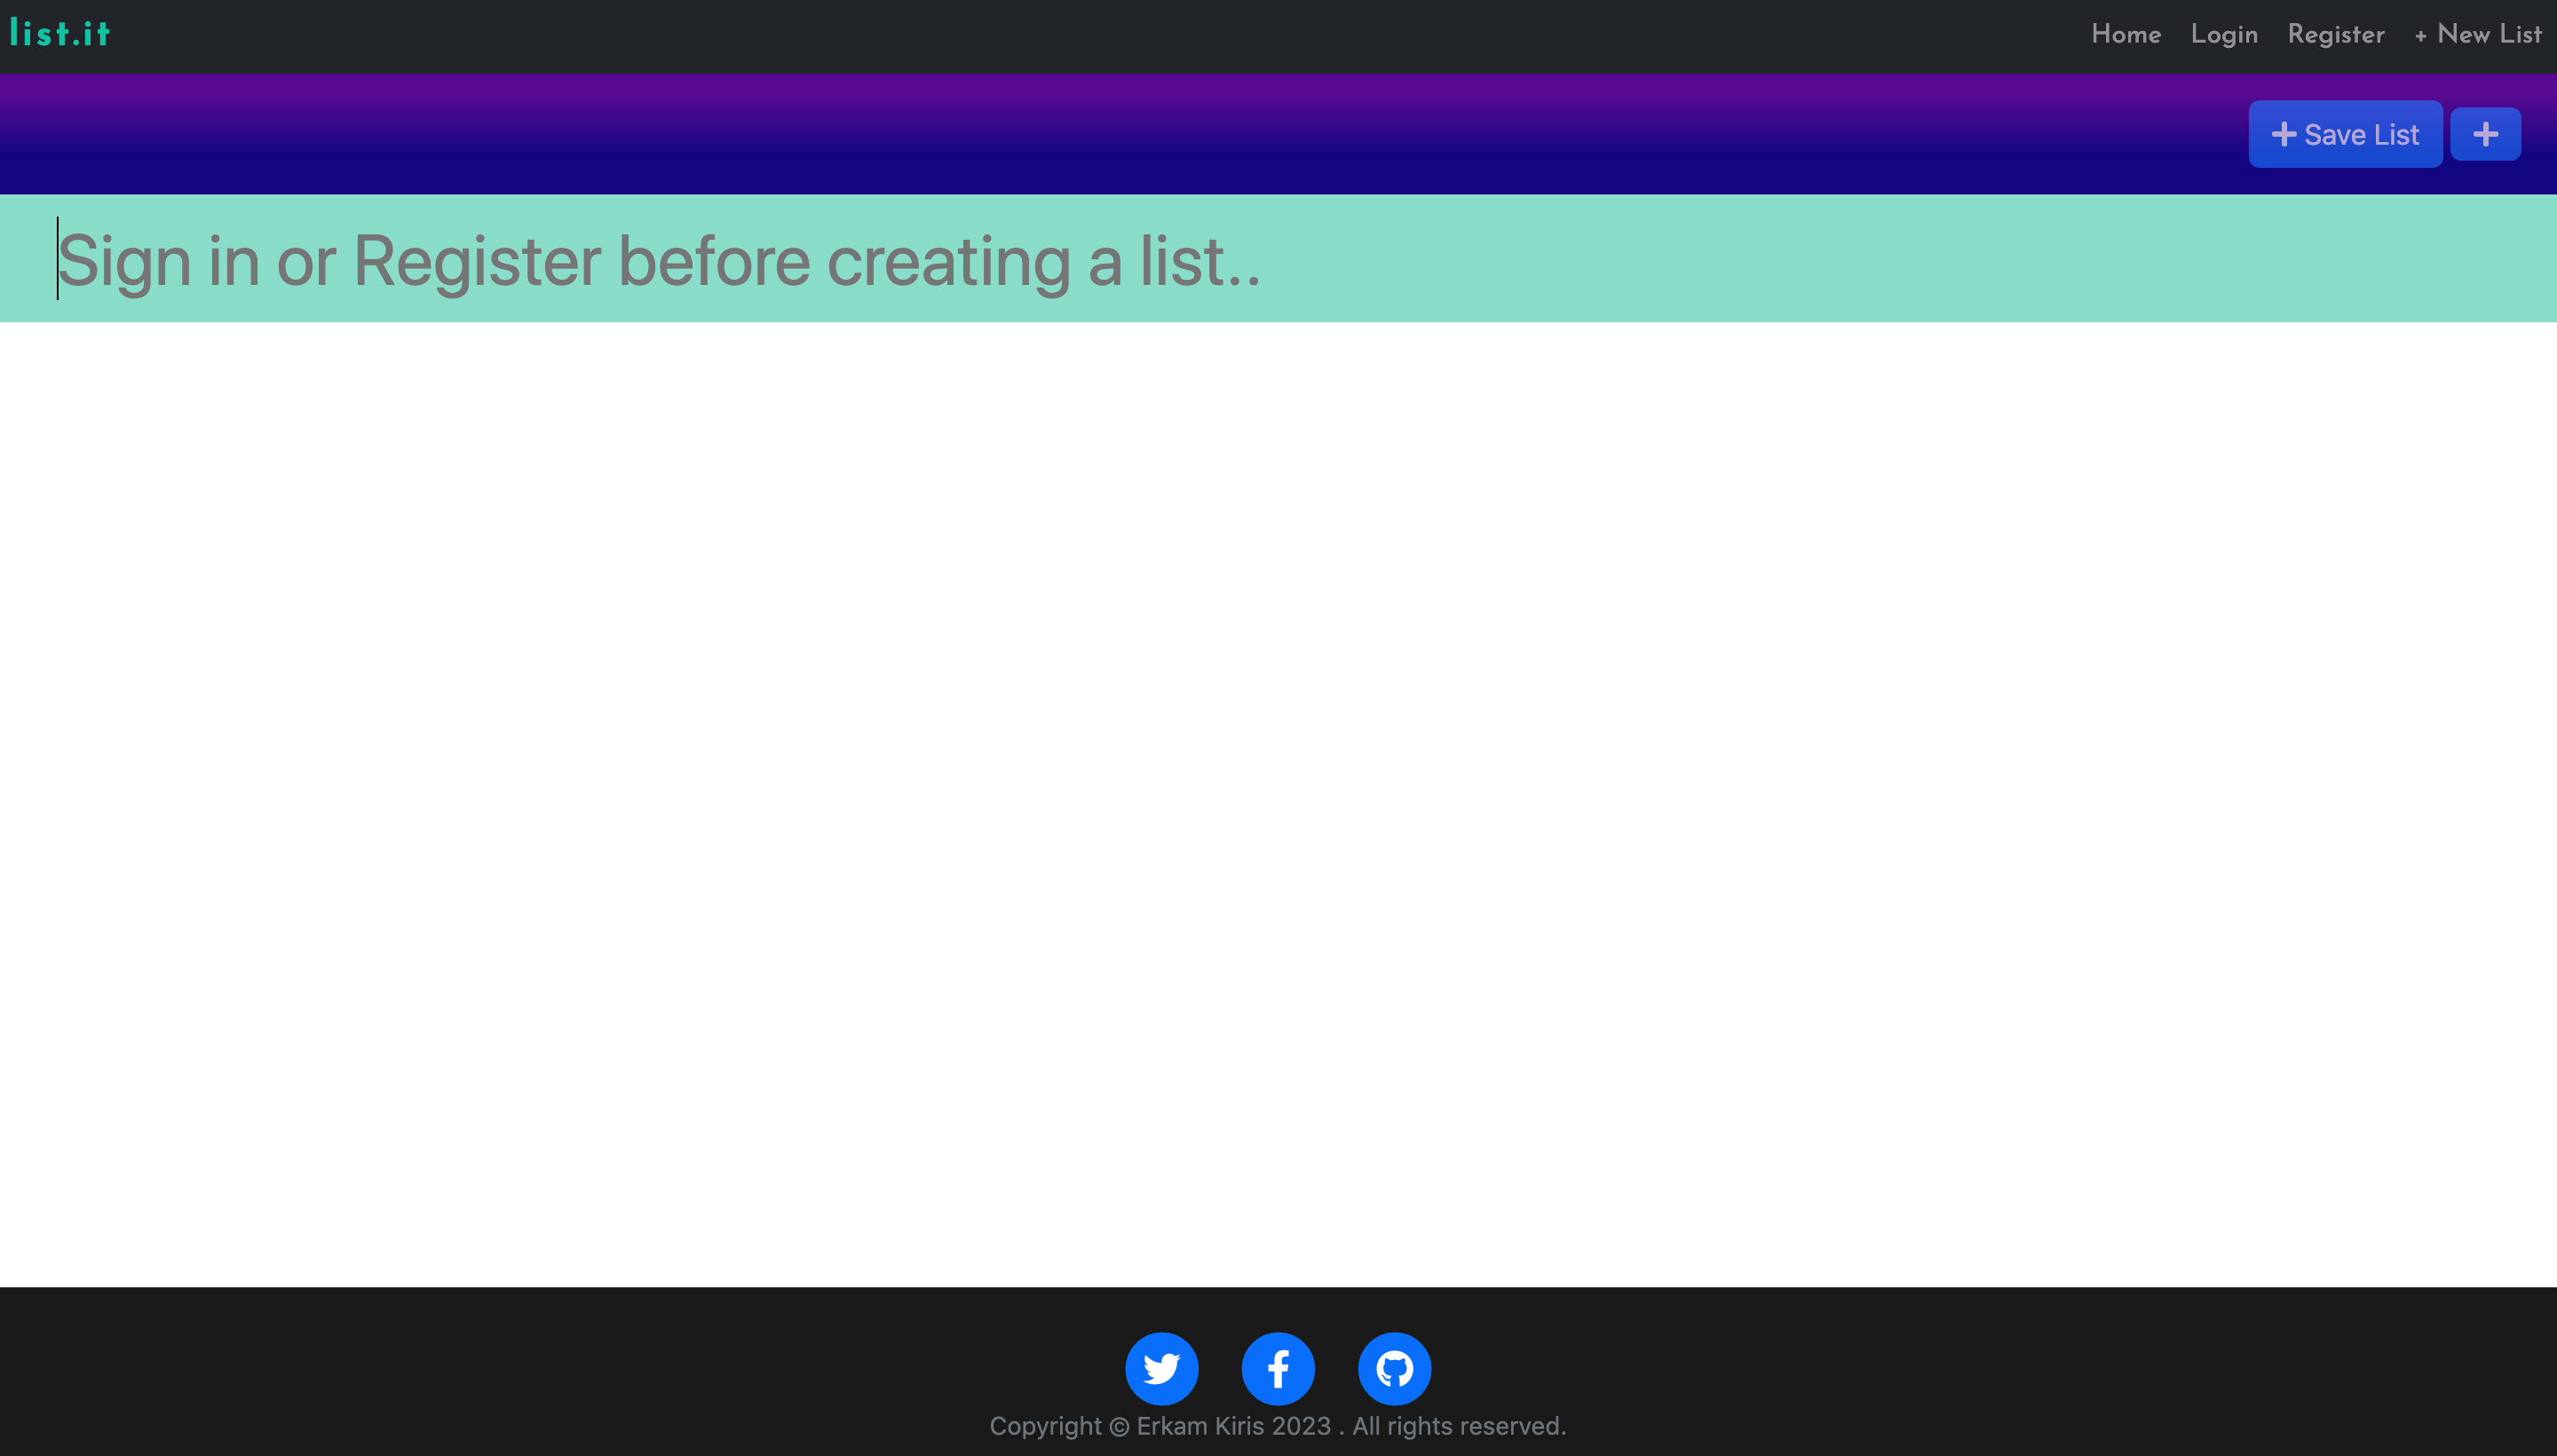 list.it
Home Login Register + New List
+ Save List +
Sign in or Register before creating a list..
Copyright © Erkam Kiris 2023 . All rights reserved.